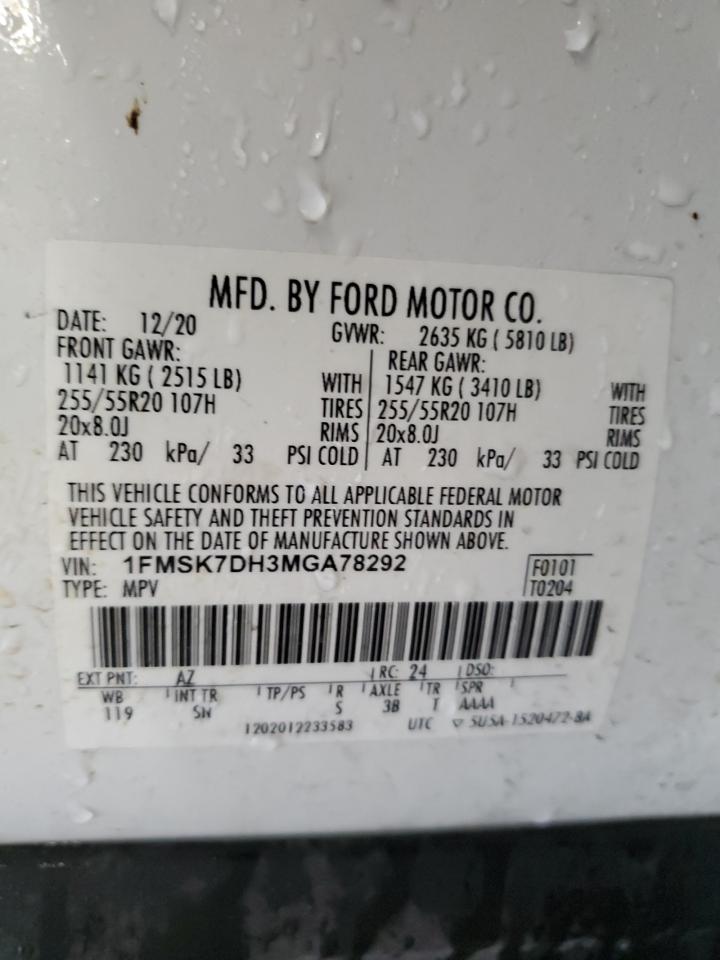 MFD. BY FORD MOTOR CO.
DATE: 12/20 GVWR: 2635 KG ( 5810 LB)
FRONT GAWR: REAR GAWR:
1141 KG ( 2515 LB) WITH 1547 KG ( 3410 LB) WITH
255/55R20 107H TIRES 255/55R20 107H TIRES
20x8.0J RIMS 20x8.0J RIMS
AT 230 kPa/ 33 PSI COLD AT 230 kPa/ 33 PSI COLD
THIS VEHICLE CONFORMS TO ALL APPLICABLE FEDERAL MOTOR
VEHICLE SAFETY AND THEFT PREVENTION STANDARDS IN
EFFECT ON THE DATE OF MANUFACTURE SHOWN ABOVE.
VIN: 1FMSK7DH3MGA78292 F0101
TYPE: MPV T0204
EXT PNT: AZ RC: 24 DSO:
WB INT TR TP/PS R AXLE TR SPR
119 SN S 3B T AAAA
1202012233583 UTC 5U5A-1520472-BA